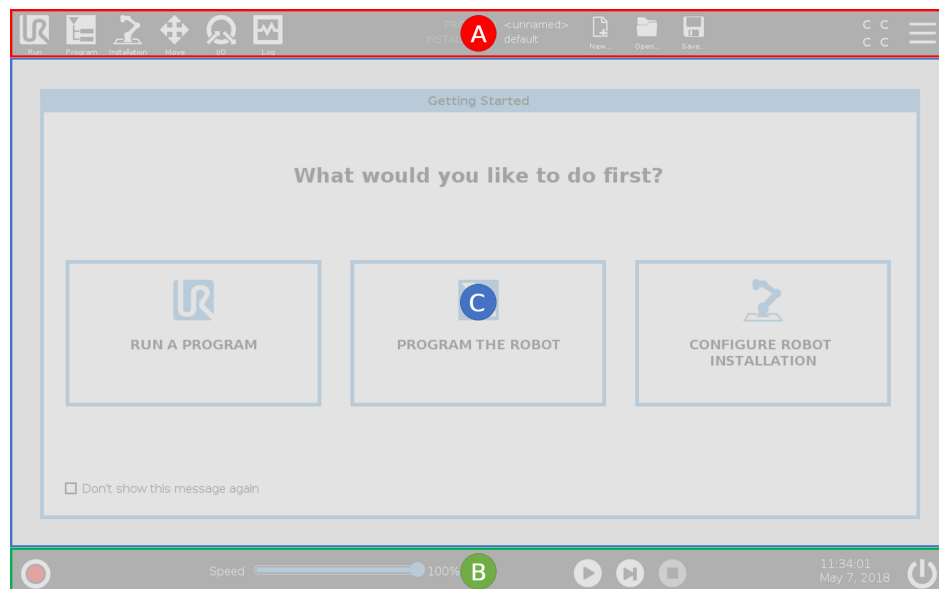 Run Program Installation Move I/O Log
<unnamed>
default
New... Open... Save...
C C
C C
A
Getting Started
What would you like to do first?
C
RUN A PROGRAM
PROGRAM THE ROBOT
CONFIGURE ROBOT
INSTALLATION
Don't show this message again
Speed 100%
B
11:34:01
May 7, 2018